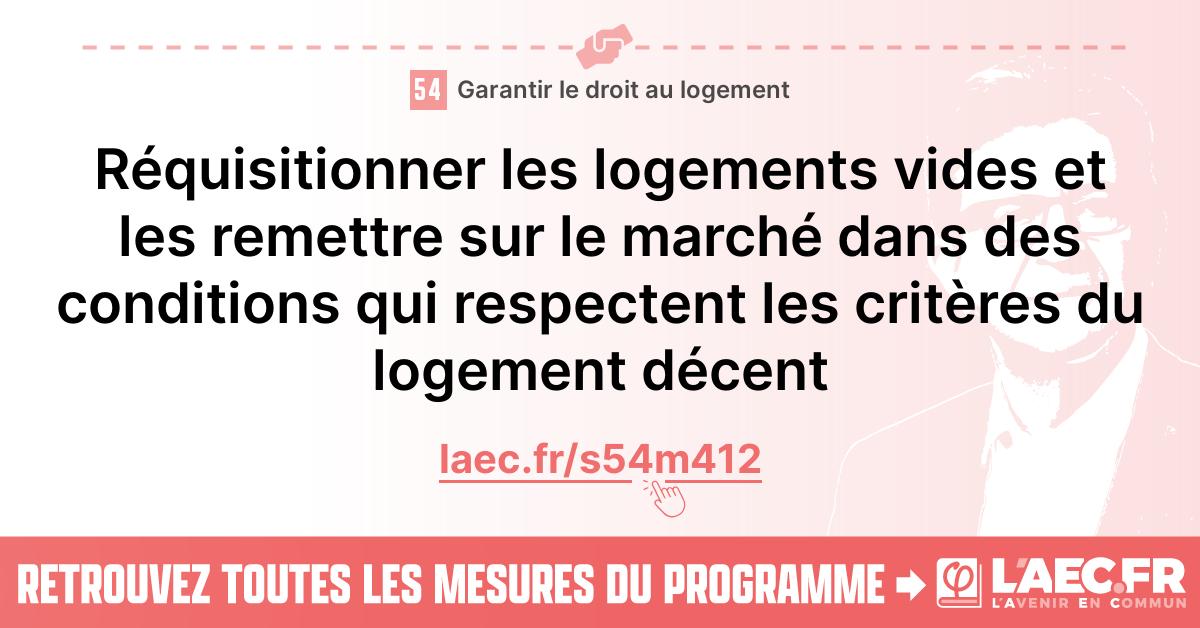 54 Garantir le droit au logement
Réquisitionner les logements vides et
les remettre sur le marché dans des
conditions qui respectent les critères du
logement décent
laec.fr/s54m412
RETROUVEZ TOUTES LES MESURES DU PROGRAMME
L'AEC.FR
L'AVENIR EN COMMUN